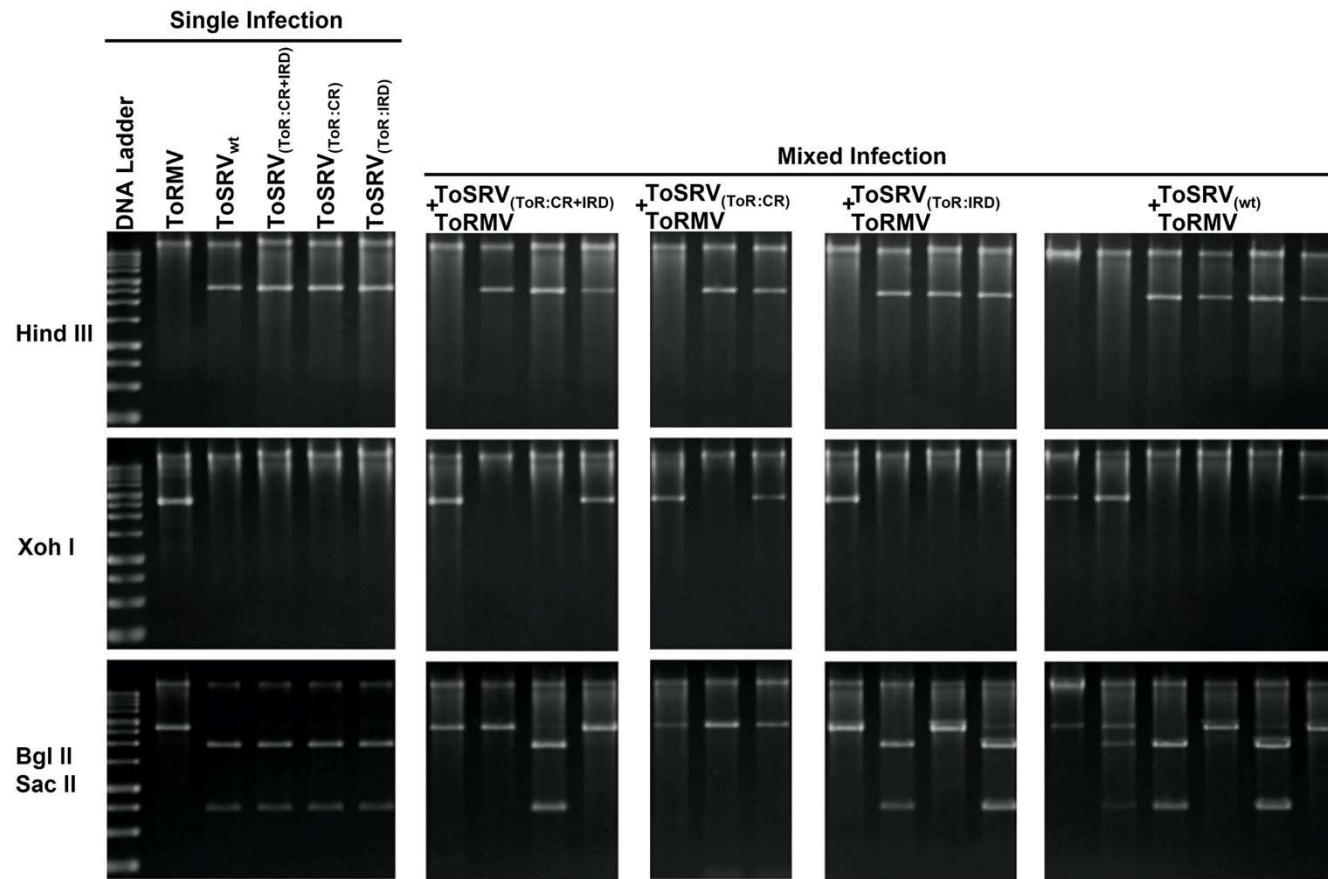 Single Infection
DNA Ladder
ToRMV
ToSRVwt
ToSRV(ToR:CR+IRD)
ToSRV(ToR:CR)
ToSRV(ToR:IRD)
Mixed Infection
+ToSRV(ToR:CR+IRD)
ToRMV
+ToSRV(ToR:CR)
ToRMV
+ToSRV(ToR:IRD)
ToRMV
+ToSRV(wt)
ToRMV
Hind III
Xoh I
Bgl II
Sac II